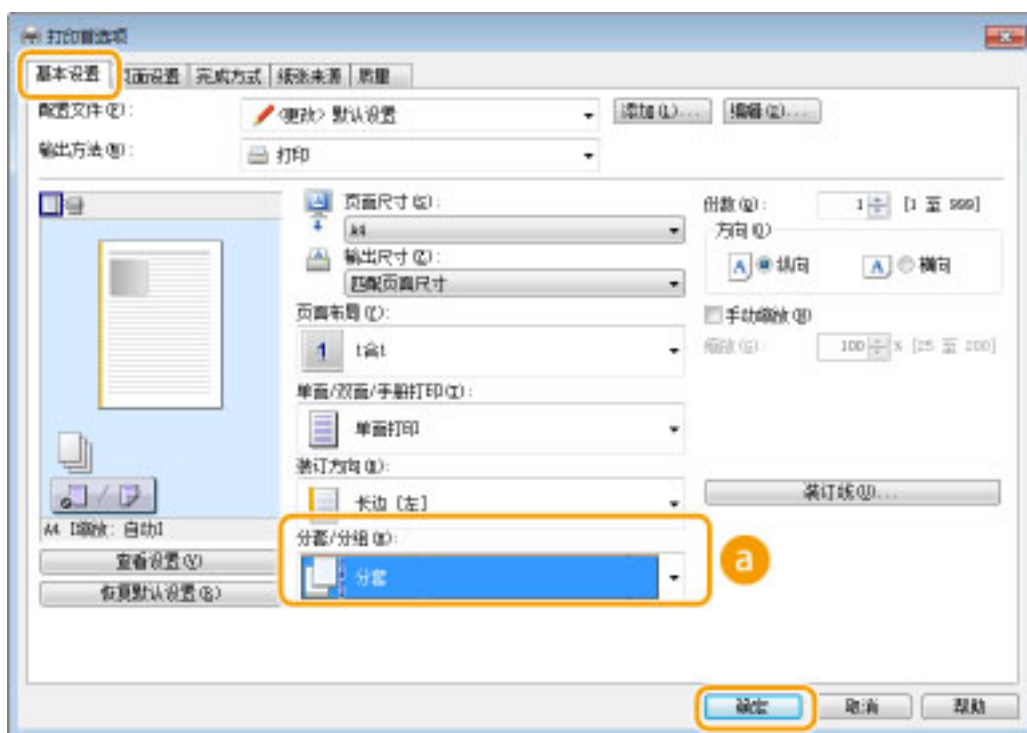 打印首选项
基本设置 页面设置 完成方式 纸张来源 质量
配置文件(F): <更改> 默认设置 添加(L)... 编辑(Z)...
输出方法(M): 打印
页面尺寸(S):
A4
输出尺寸(Z):
匹配页面尺寸
页面布局(Y):
1合1
单面/双面/手册打印(T):
单面打印
装订方向(B):
长边 [左]
分套/分组(R):
分套
a
份数(Q): 1 [1 至 999]
方向(O)
A 纵向 A 横向
手动缩放(H)
缩放(G): 100 % [25 至 200]
装订线(U)...
A4 [缩放: 自动]
查看设置(V)
恢复默认设置(R)
确定 取消 帮助